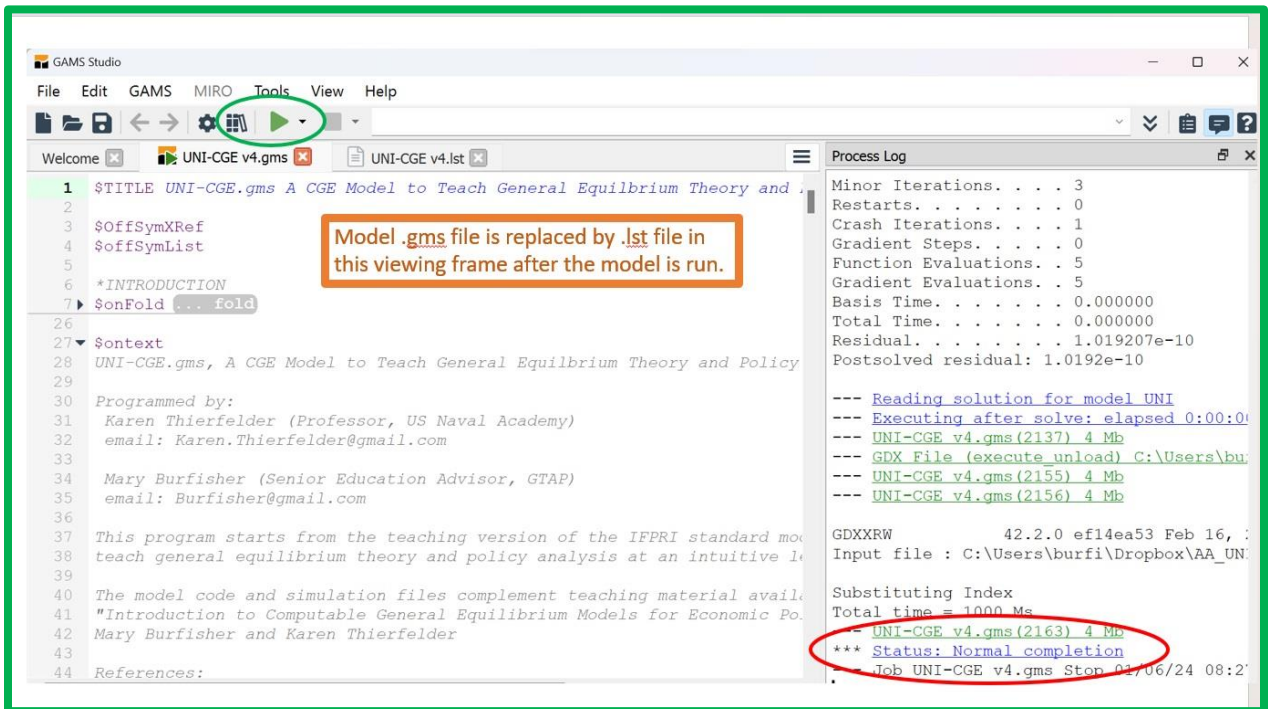 GAMS Studio
File Edit GAMS MIRO Tools View Help
Welcome UNI-CGE v4.gms UNI-CGE v4.lst
1 $TITLE UNI-CGE.gms A CGE Model to Teach General Equilbrium Theory and
2
3 $OffSymXRef
4 $offSymList
5
6 *INTRODUCTION
7 $onFold ... fold
26
27 $ontext
28 UNI-CGE.gms, A CGE Model to Teach General Equilbrium Theory and Policy
29
30 Programmed by:
31 Karen Thierfelder (Professor, US Naval Academy)
32 email: Karen.Thierfelder@gmail.com
33
34 Mary Burfisher (Senior Education Advisor, GTAP)
35 email: Burfisher@gmail.com
36
37 This program starts from the teaching version of the IFPRI standard
38 teach general equilibrium theory and policy analysis at an intuitive
39
40 The model code and simulation files complement teaching material
41 "Introduction to Computable General Equilibrium Models for Economic
42 Mary Burfisher and Karen Thierfelder
43
44 References:
Model .gms file is replaced by .lst file in
this viewing frame after the model is run.
Process Log
Minor Iterations. . . . 3
Restarts. . . . . . . . 0
Crash Iterations. . . . 1
Gradient Steps. . . . . 0
Function Evaluations. . 5
Gradient Evaluations. . 5
Basis Time. . . . . . . 0.000000
Total Time. . . . . . . 0.000000
Residual. . . . . . . . 1.019207e-10
Postsolved residual: 1.0192e-10
--- Reading solution for model UNI
--- Executing after solve: elapsed 0:00:0
--- UNI-CGE v4.gms(2137) 4 Mb
--- GDX File (execute_unload) C:\Users\bu
--- UNI-CGE v4.gms(2155) 4 Mb
--- UNI-CGE v4.gms(2156) 4 Mb
GDXXRW 42.2.0 ef14ea53 Feb 16,
Input file : C:\Users\burfi\Dropbox\AA_UN
Substituting Index
Total time = 1000 Ms
--- UNI-CGE v4.gms(2163) 4 Mb
*** Status: Normal completion
--- Job UNI-CGE v4.gms Stop 01/06/24 08:2